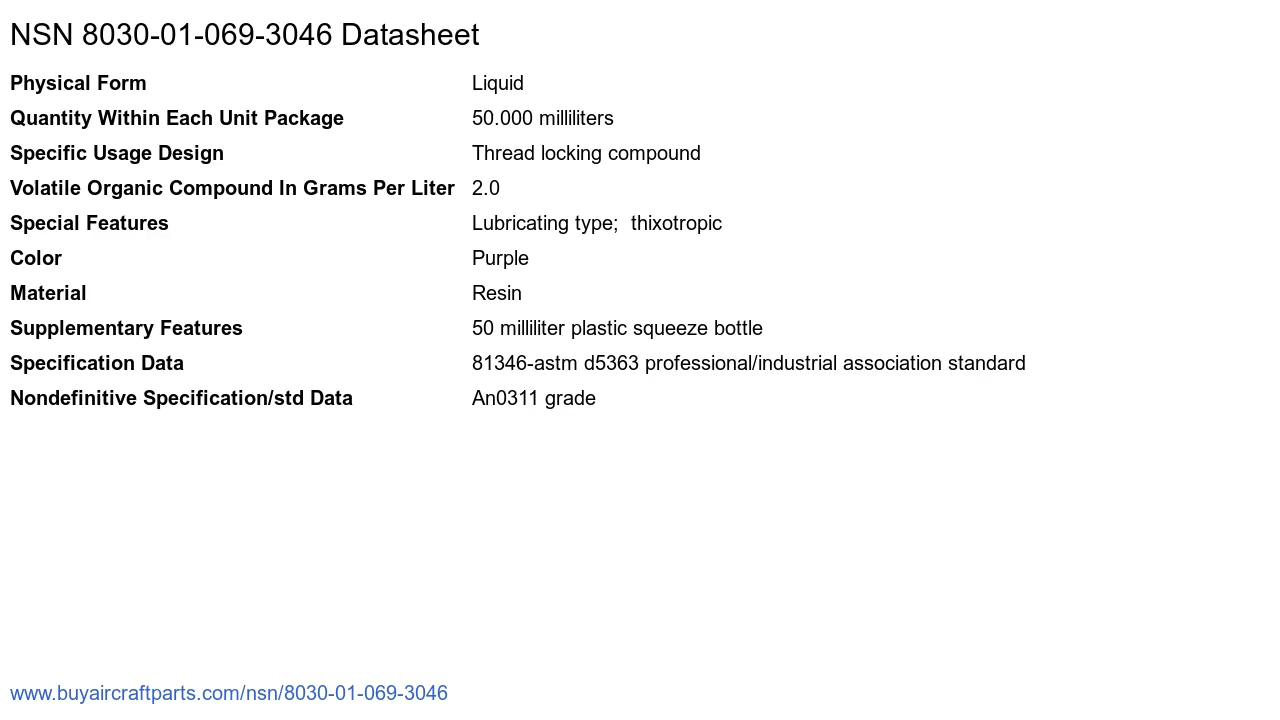 NSN 8030-01-069-3046 Datasheet
Physical Form Liquid
Quantity Within Each Unit Package 50.000 milliliters
Specific Usage Design Thread locking compound
Volatile Organic Compound In Grams Per Liter 2.0
Special Features Lubricating type;  thixotropic
Color Purple
Material Resin
Supplementary Features 50 milliliter plastic squeeze bottle
Specification Data 81346-astm d5363 professional/industrial association standard
Nondefinitive Specification/std Data An0311 grade
www.buyaircraftparts.com/nsn/8030-01-069-3046